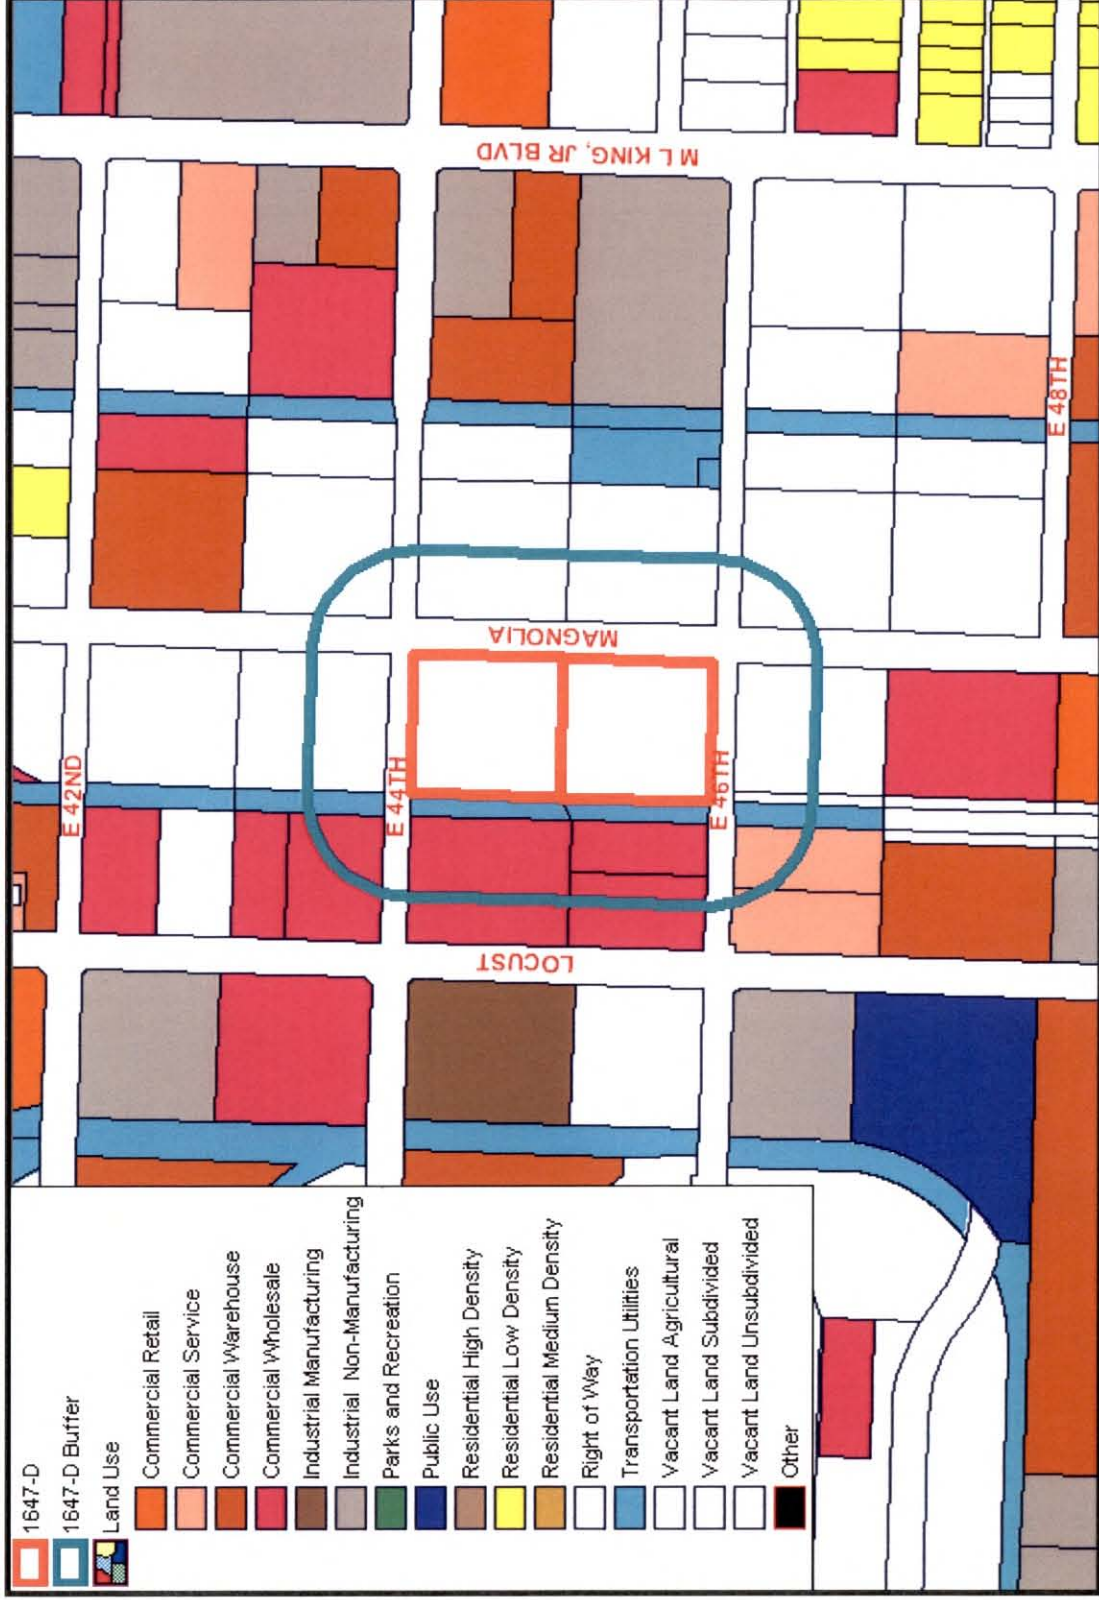 1647-D
1647-D Buffer
Land Use
Commercial Retail
Commercial Service
Commercial Warehouse
Commercial Wholesale
Industrial Manufacturing
Industrial Non-Manufacturing
Parks and Recreation
Public Use
Residential High Density
Residential Low Density
Residential Medium Density
Right of Way
Transportation Utilities
Vacant Land Agricultural
Vacant Land Subdivided
Vacant Land Unsubdivided
Other
E 42ND
E 44TH
E 46TH
E 48TH
LOCUST
MAGNOLIA
M L KING, JR BLVD